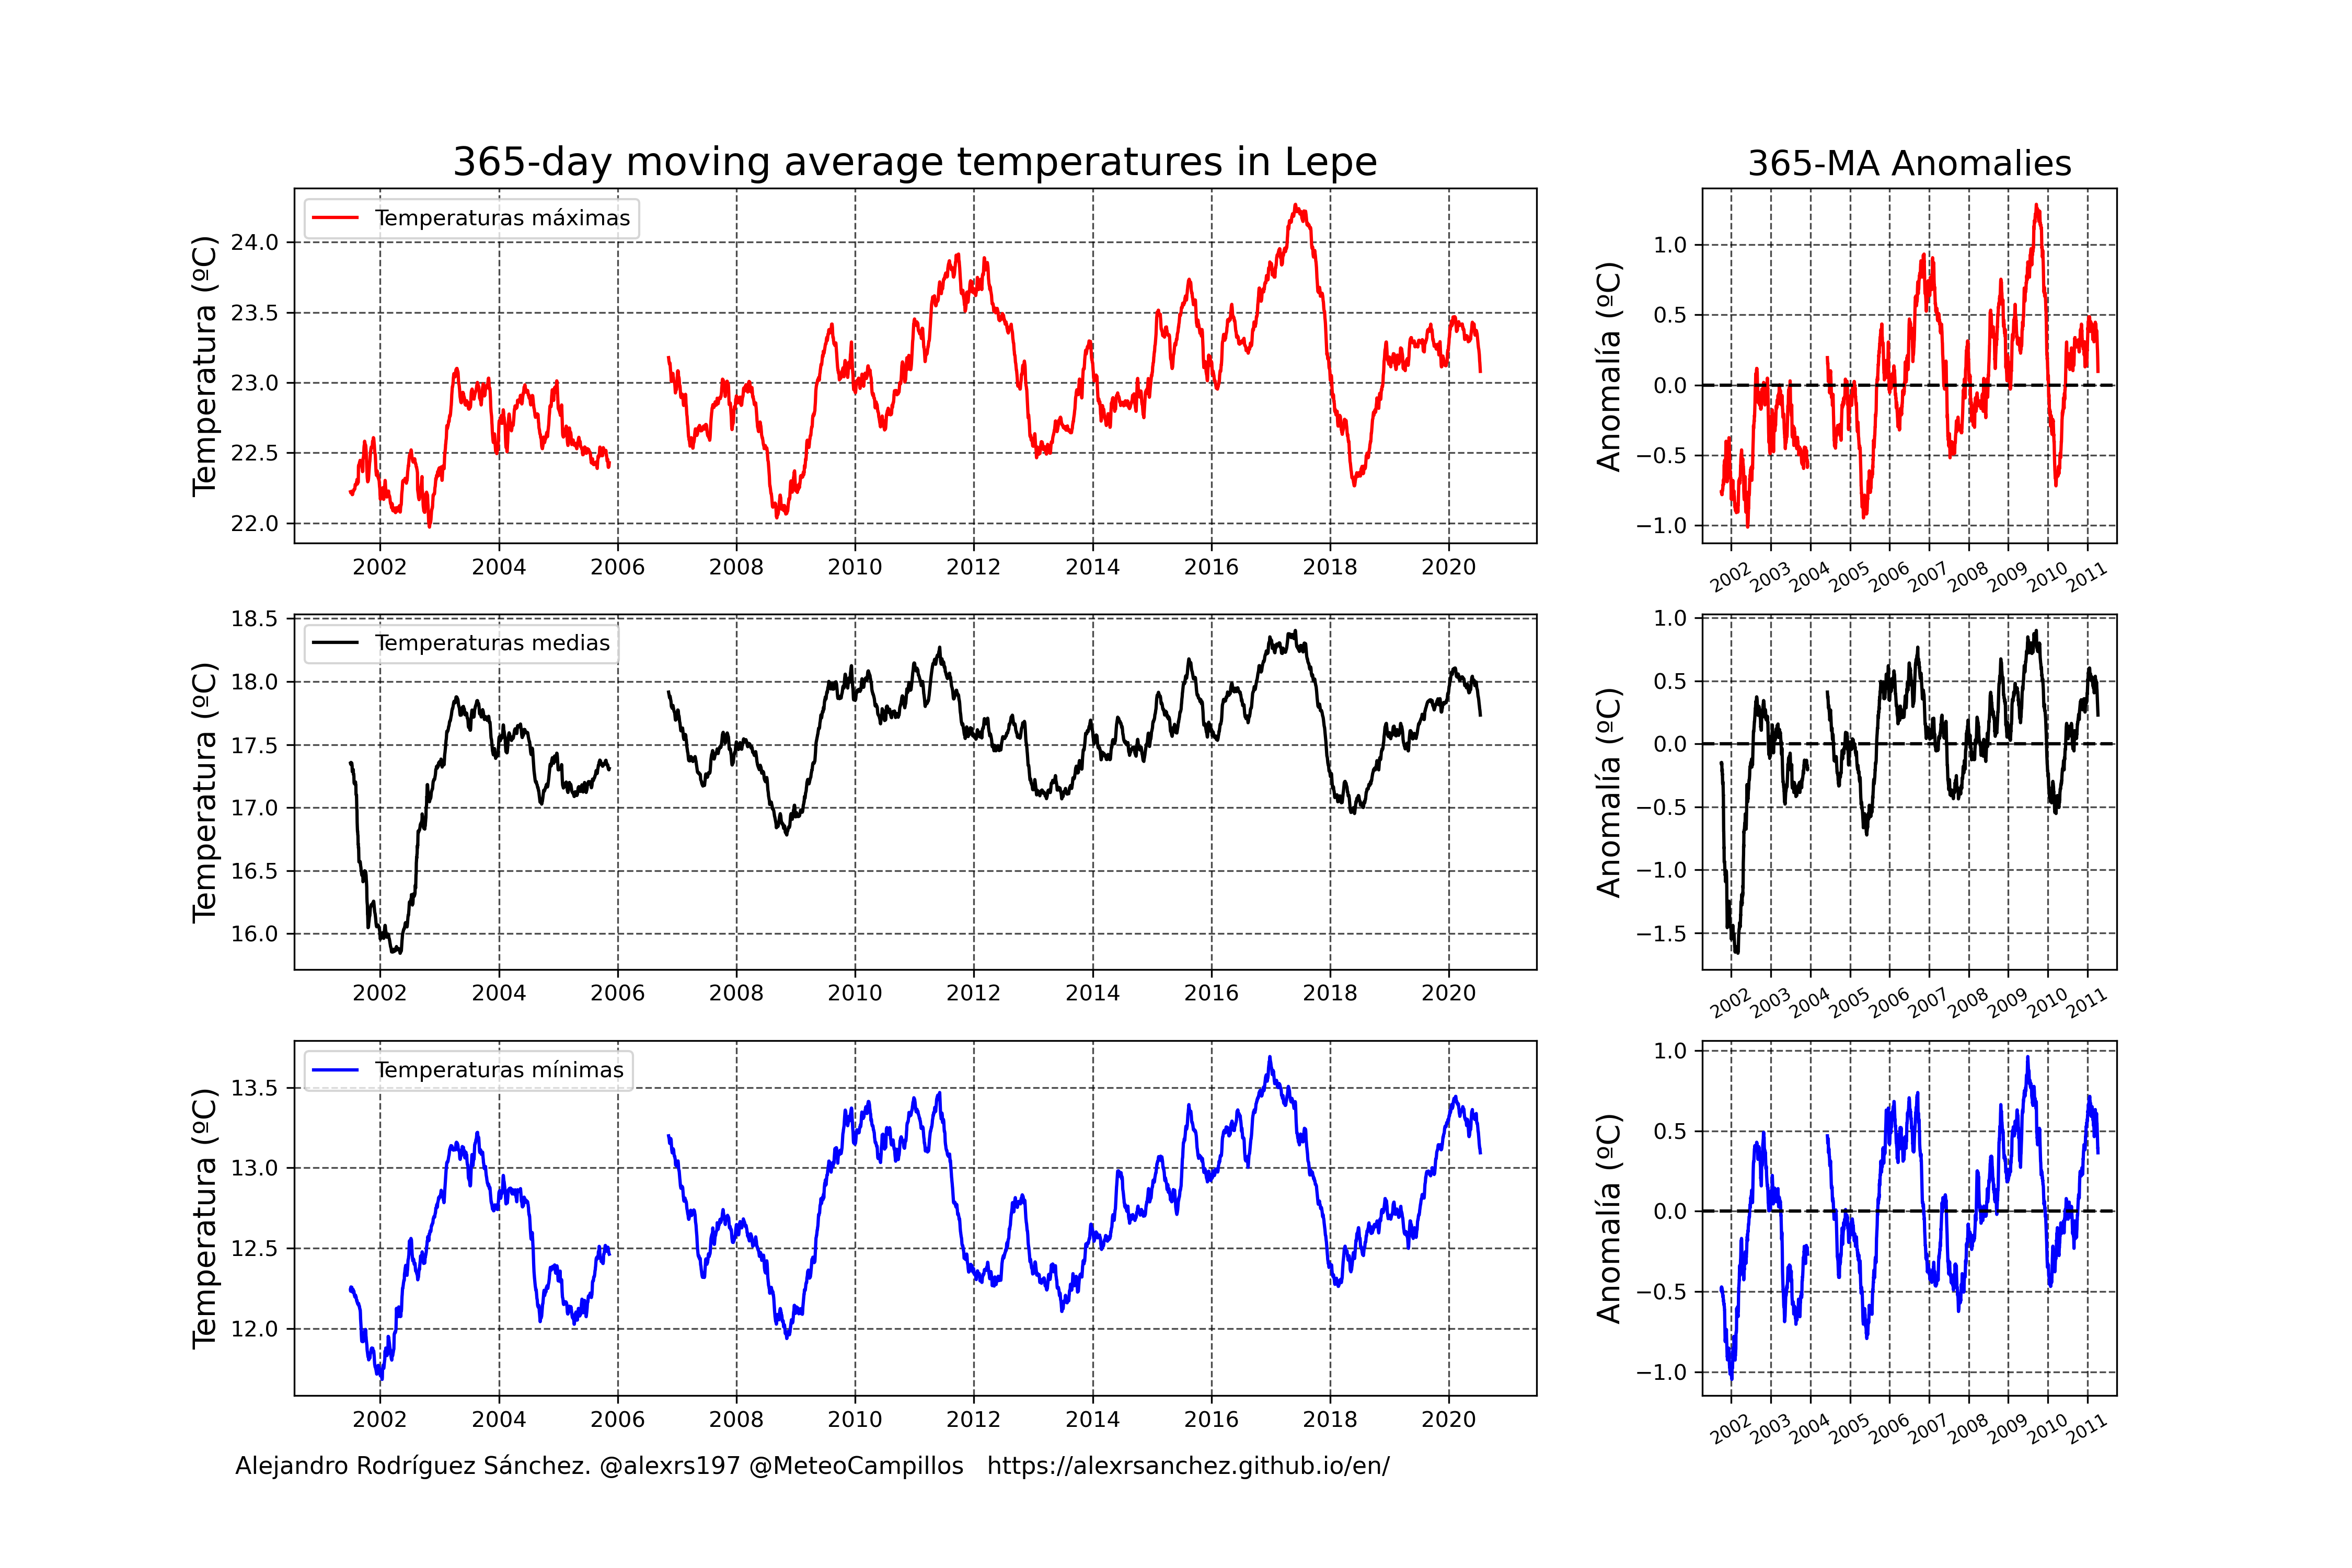 365-day moving average temperatures in Lepe
Temperaturas máximas
Temperatura (ºC)
24.0
23.5
23.0
22.5
22.0
2002 2004 2006 2008 2010 2012 2014 2016 2018 2020
365-MA Anomalies
Anomalía (ºC)
1.0
0.5
0.0
−0.5
−1.0
2002 2003 2004 2005 2006 2007 2008 2009 2010 2011
Temperaturas medias
Temperatura (ºC)
18.5
18.0
17.5
17.0
16.5
16.0
2002 2004 2006 2008 2010 2012 2014 2016 2018 2020
Anomalía (ºC)
1.0
0.5
0.0
−0.5
−1.0
−1.5
2002 2003 2004 2005 2006 2007 2008 2009 2010 2011
Temperaturas mínimas
Temperatura (ºC)
13.5
13.0
12.5
12.0
2002 2004 2006 2008 2010 2012 2014 2016 2018 2020
Anomalía (ºC)
1.0
0.5
0.0
−0.5
−1.0
2002 2003 2004 2005 2006 2007 2008 2009 2010 2011
Alejandro Rodríguez Sánchez. @alexrs197 @MeteoCampillos https://alexrsanchez.github.io/en/